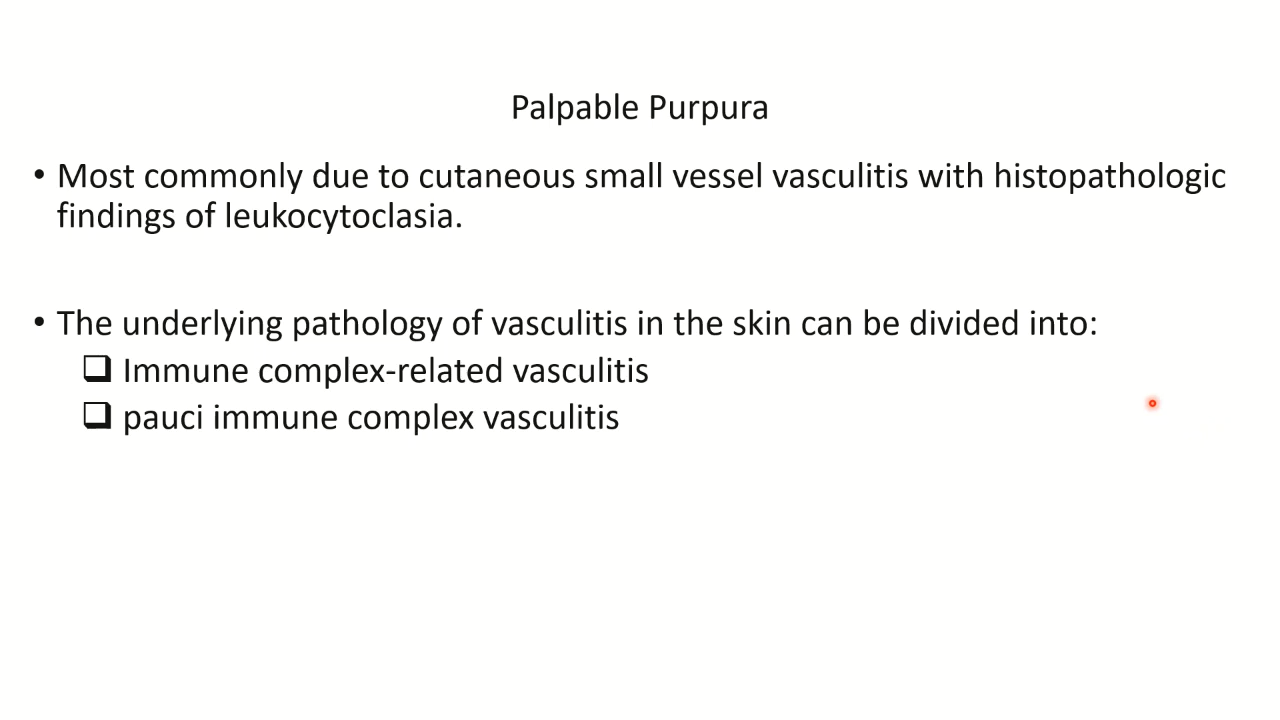 Palpable Purpura
• Most commonly due to cutaneous small vessel vasculitis with histopathologic
findings of leukocytoclasia.
• The underlying pathology of vasculitis in the skin can be divided into:
❑ Immune complex-related vasculitis
❑ pauci immune complex vasculitis